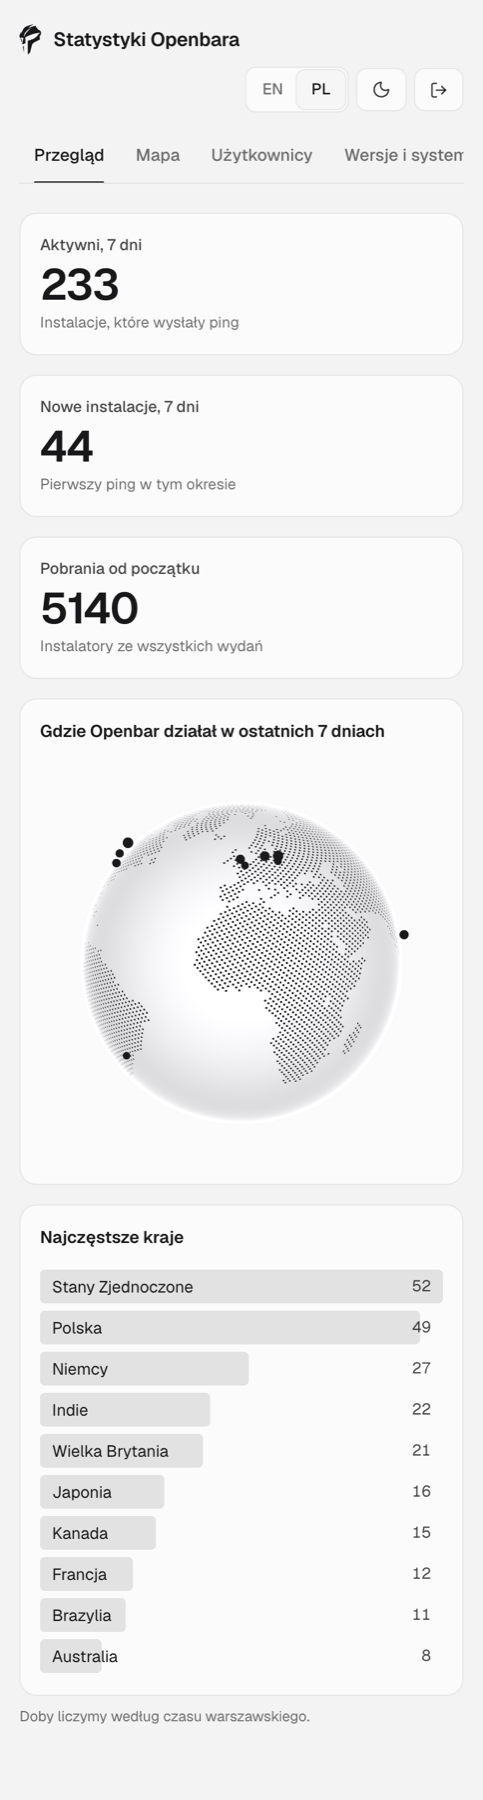 Statystyki Openbara
EN
PL
Przegląd
Mapa
Użytkownicy
Wersje i system
Aktywni, 7 dni
233
Instalacje, które wysłały ping
Nowe instalacje, 7 dni
44
Pierwszy ping w tym okresie
Pobrania od początku
5140
Instalatory ze wszystkich wydań
Gdzie Openbar działał w ostatnich 7 dniach
Najczęstsze kraje
Stany Zjednoczone 52
Polska 49
Niemcy 27
Indie 22
Wielka Brytania 21
Japonia 16
Kanada 15
Francja 12
Brazylia 11
Australia 8
Doby liczymy według czasu warszawskiego.